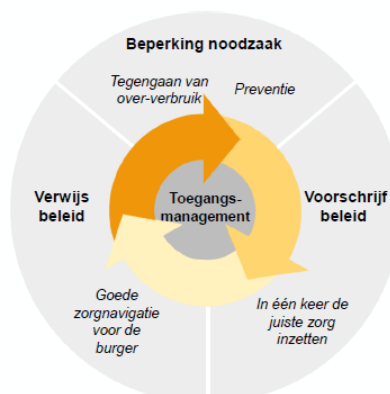 Beperking noodzaak
Tegengaan van
over-verbruik
Preventie
Verwijs
beleid
Toegangs-
management
Voorschrijf
beleid
Goede
zorgnavigatie
voor de
burger
In één keer de
juiste zorg
inzetten